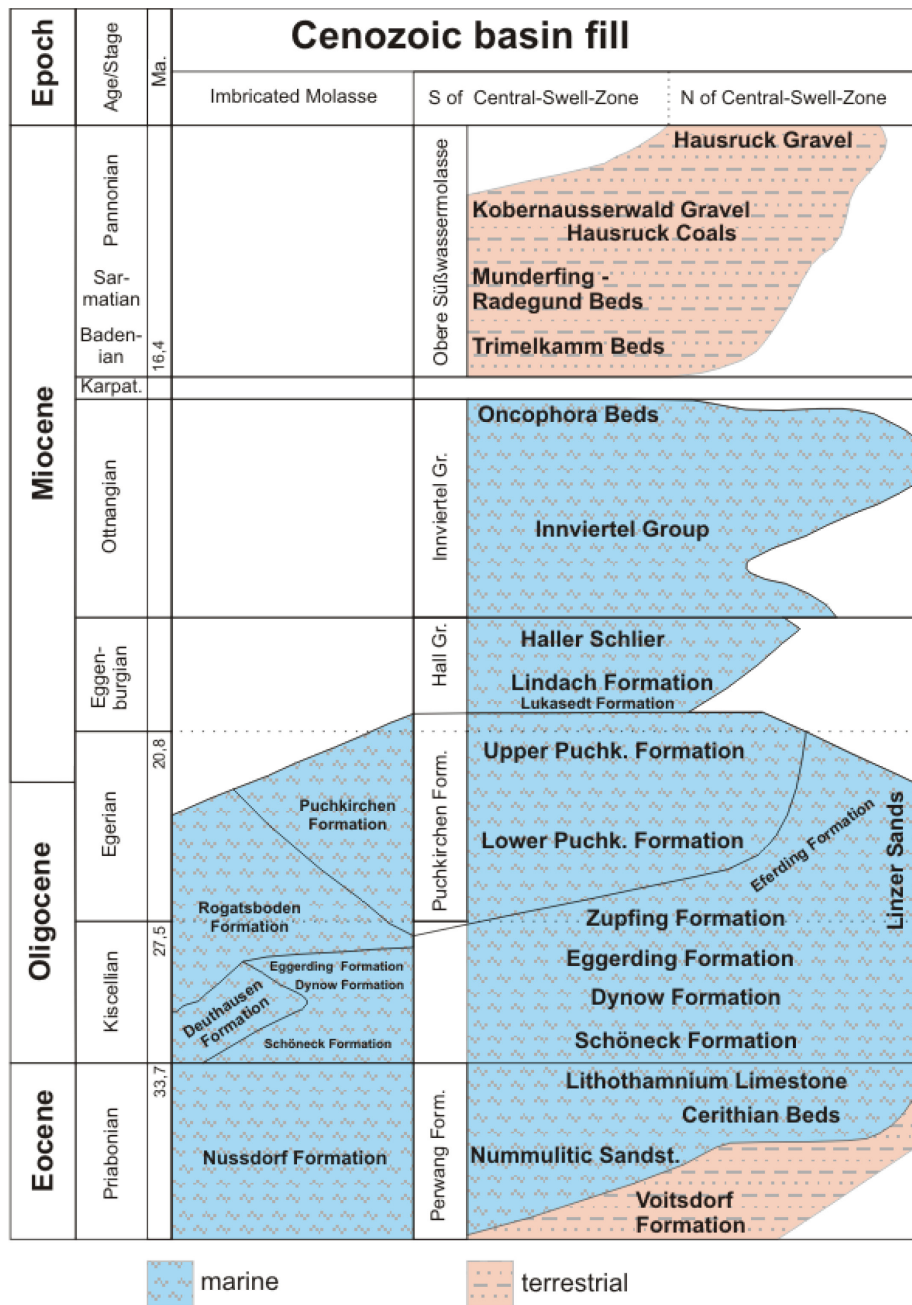 Cenozoic basin fill
Epoch
Age/Stage
Ma.
Imbricated Molasse
S of Central-Swell-Zone
N of Central-Swell-Zone
Miocene
Pannonian
Sar-
matian
Baden-
ian
16,4
Karpat.
Ottnangian
Eggen-
burgian
20,8
Oligocene
Egerian
27,5
Kiscellian
33,7
Eocene
Priabonian
Obere Süßwassermolasse
Hausruck Gravel
Kobernausserwald Gravel
Hausruck Coals
Munderfing -
Radegund Beds
Trimelkamm Beds
Innviertel Gr.
Oncophora Beds
Innviertel Group
Hall Gr.
Haller Schlier
Lindach Formation
Lukasedt Formation
Puchkirchen Form.
Upper Puchk. Formation
Lower Puchk. Formation
Eferding Formation
Linzer Sands
Zupfing Formation
Eggerding Formation
Dynow Formation
Schöneck Formation
Puchkirchen
Formation
Rogatsboden
Formation
Eggerding Formation
Dynow Formation
Deuthausen
Formation
Schöneck Formation
Nussdorf Formation
Perwang Form.
Lithothamnium Limestone
Cerithian Beds
Nummulitic Sandst.
Voitsdorf
Formation
marine
terrestrial